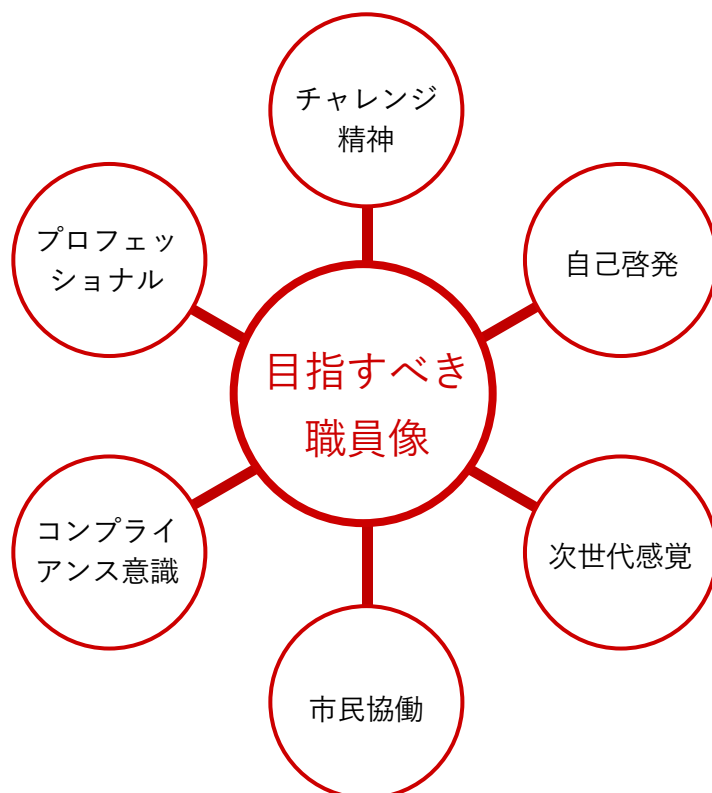 チャレンジ
精神
プロフェッ
ショナル
自己啓発
目指すべき
職員像
コンプライ
アンス意識
次世代感覚
市民協働